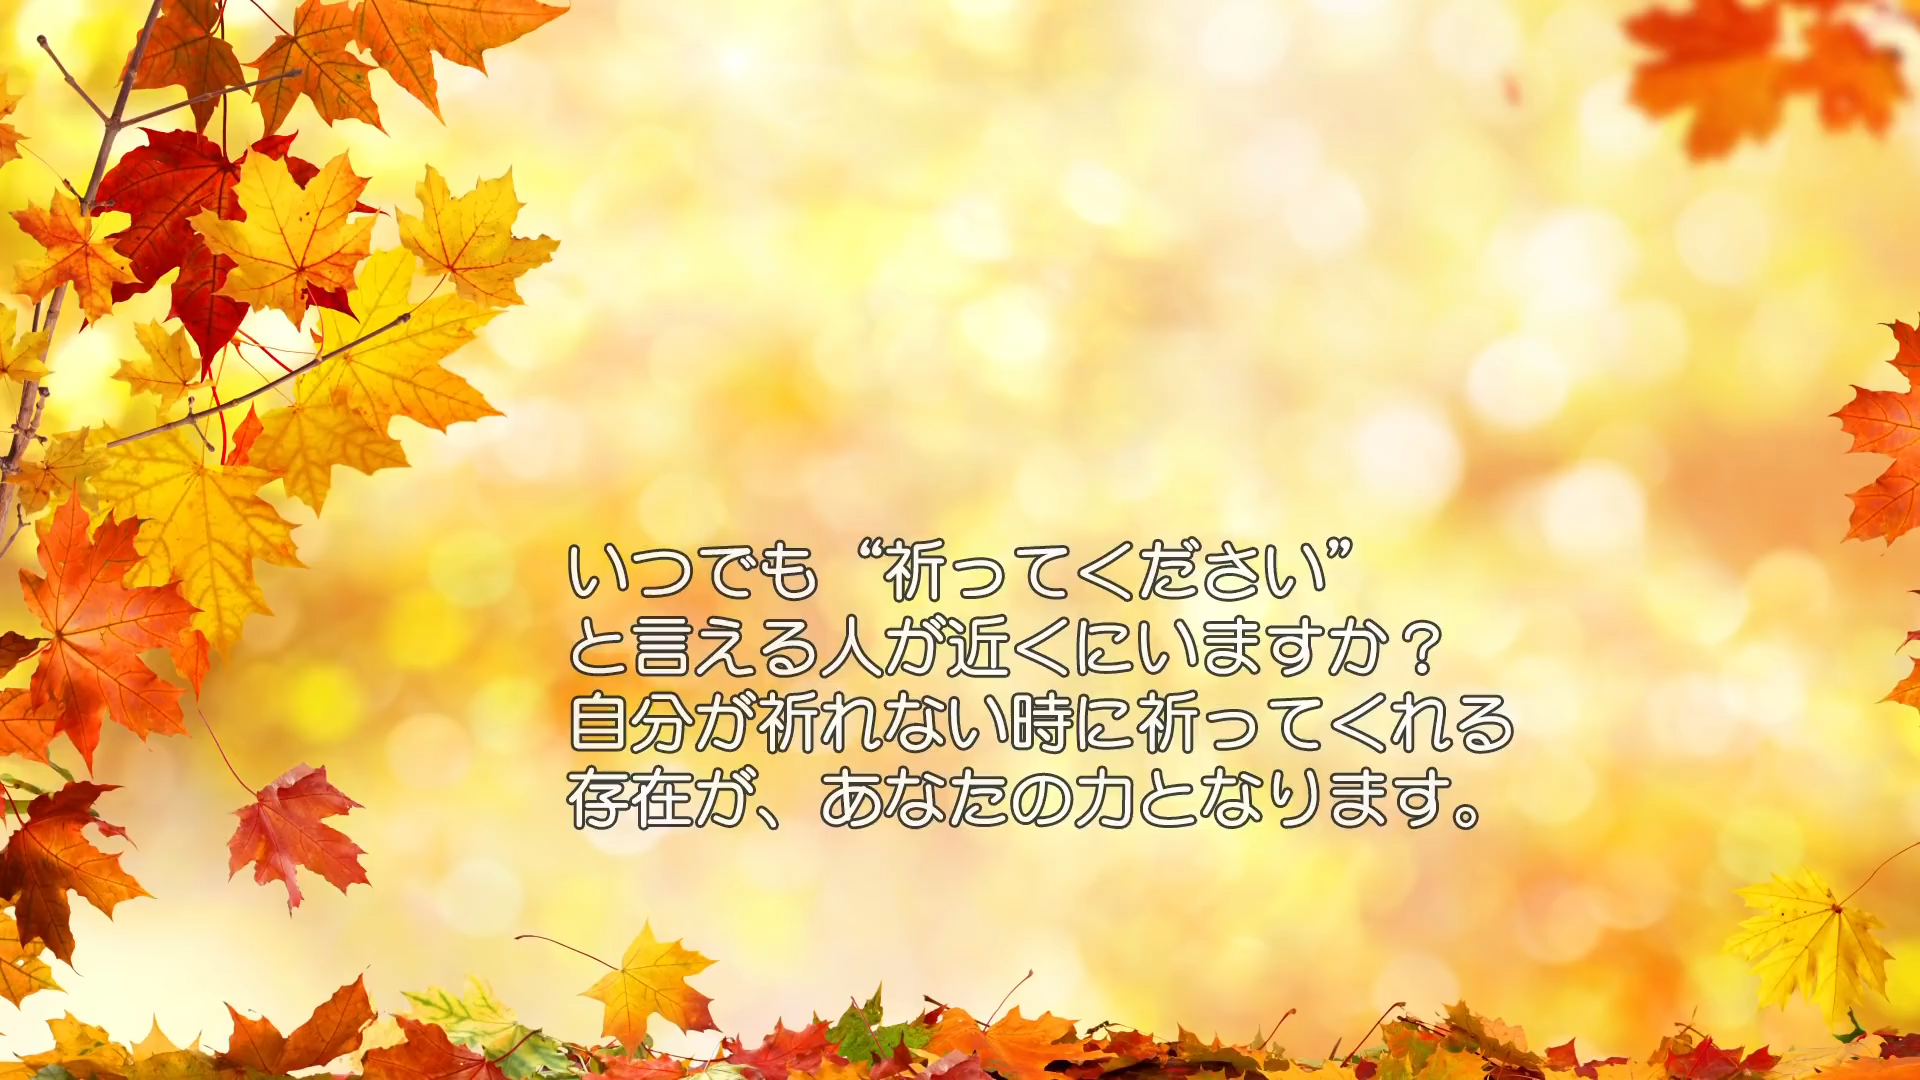 いつでも“祈ってください”
と言える人が近くにいますか？
自分が祈れない時に祈ってくれる
存在が、あなたの力となります。